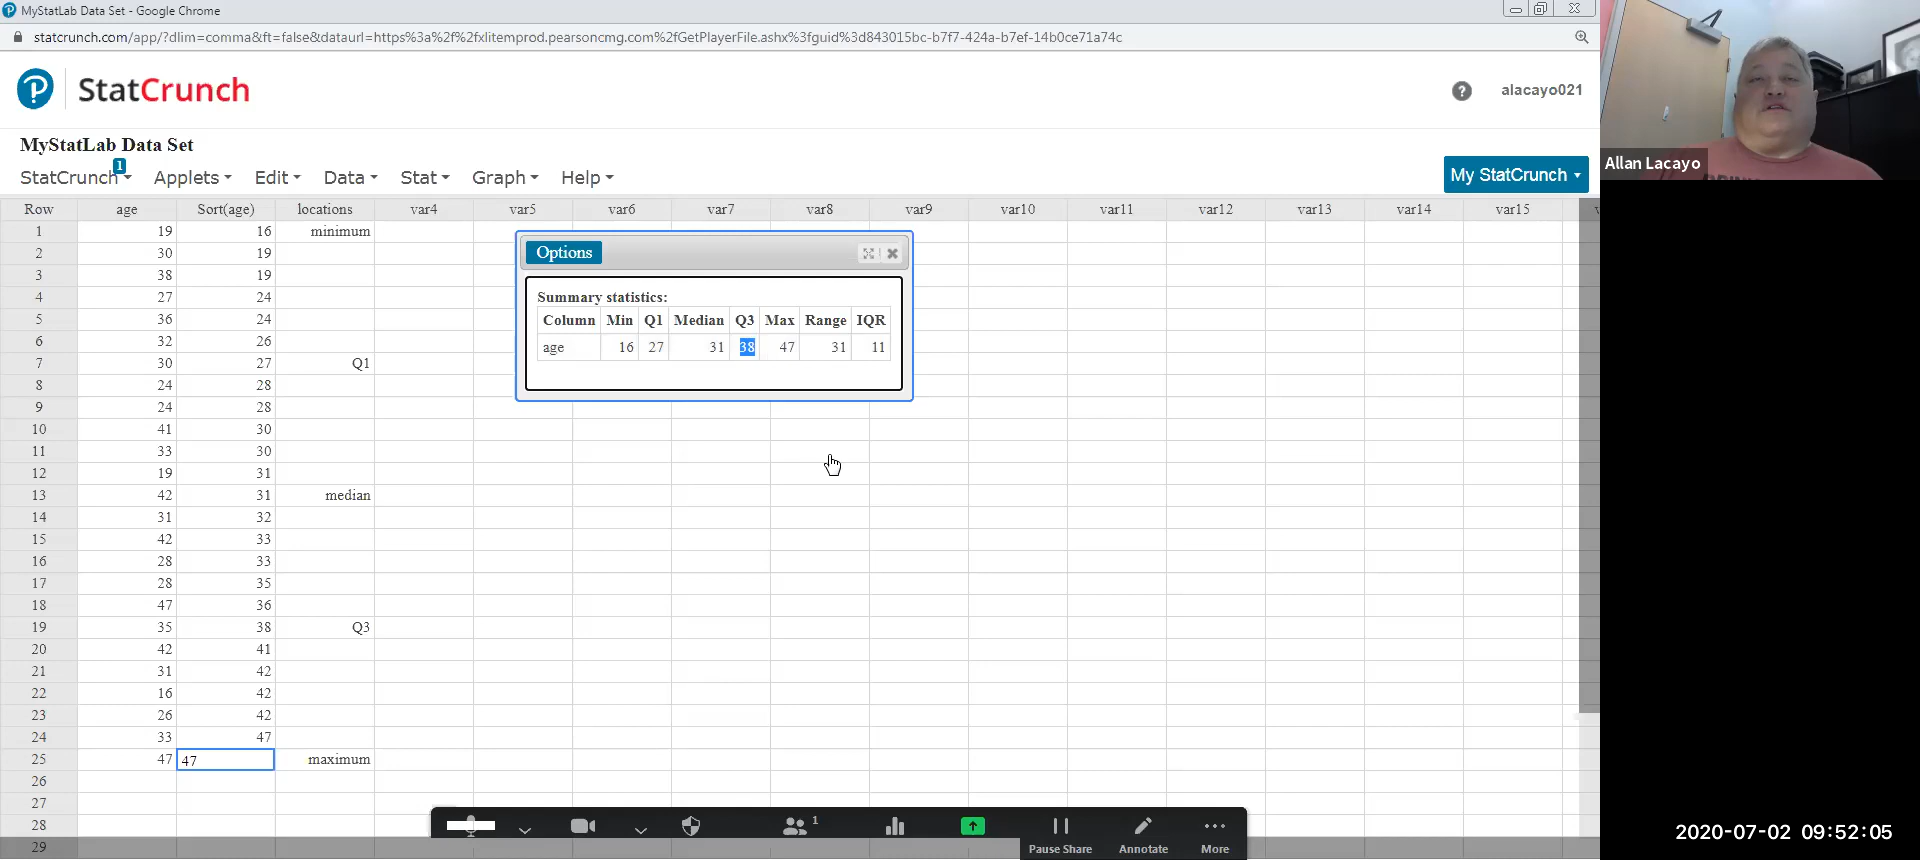 MyStatLab Data Set - Google Chrome
statcrunch.com/app/?dlim=comma&ft=false&dataurl=https%3a%2f%2fxlitemprod.pearsoncmg.com%2fGetPlayerFile.ashx%3fguid%3d843015bc-b7f7-424a-b7ef-14b0ce71a74c
P StatCrunch
? alacayo021
MyStatLab Data Set
StatCrunch 1 Applets Edit Data Stat Graph Help
My StatCrunch
Allan Lacayo
Row age Sort(age) locations var4 var5 var6 var7 var8 var9 var10 var11 var12 var13 var14 var15
1 19 16 minimum
2 30 19
3 38 19
4 27 24
5 36 24
6 32 26
7 30 27 Q1
8 24 28
9 24 28
10 41 30
11 33 30
12 19 31
13 42 31 median
14 31 32
15 42 33
16 28 33
17 28 35
18 47 36
19 35 38 Q3
20 42 41
21 31 42
22 16 42
23 26 42
24 33 47
25 47 47 maximum
26
27
28
29
Options
Summary statistics:
Column Min Q1 Median Q3 Max Range IQR
age 16 27 31 38 47 31 11
1
Pause Share Annotate More
2020-07-02 09:52:05